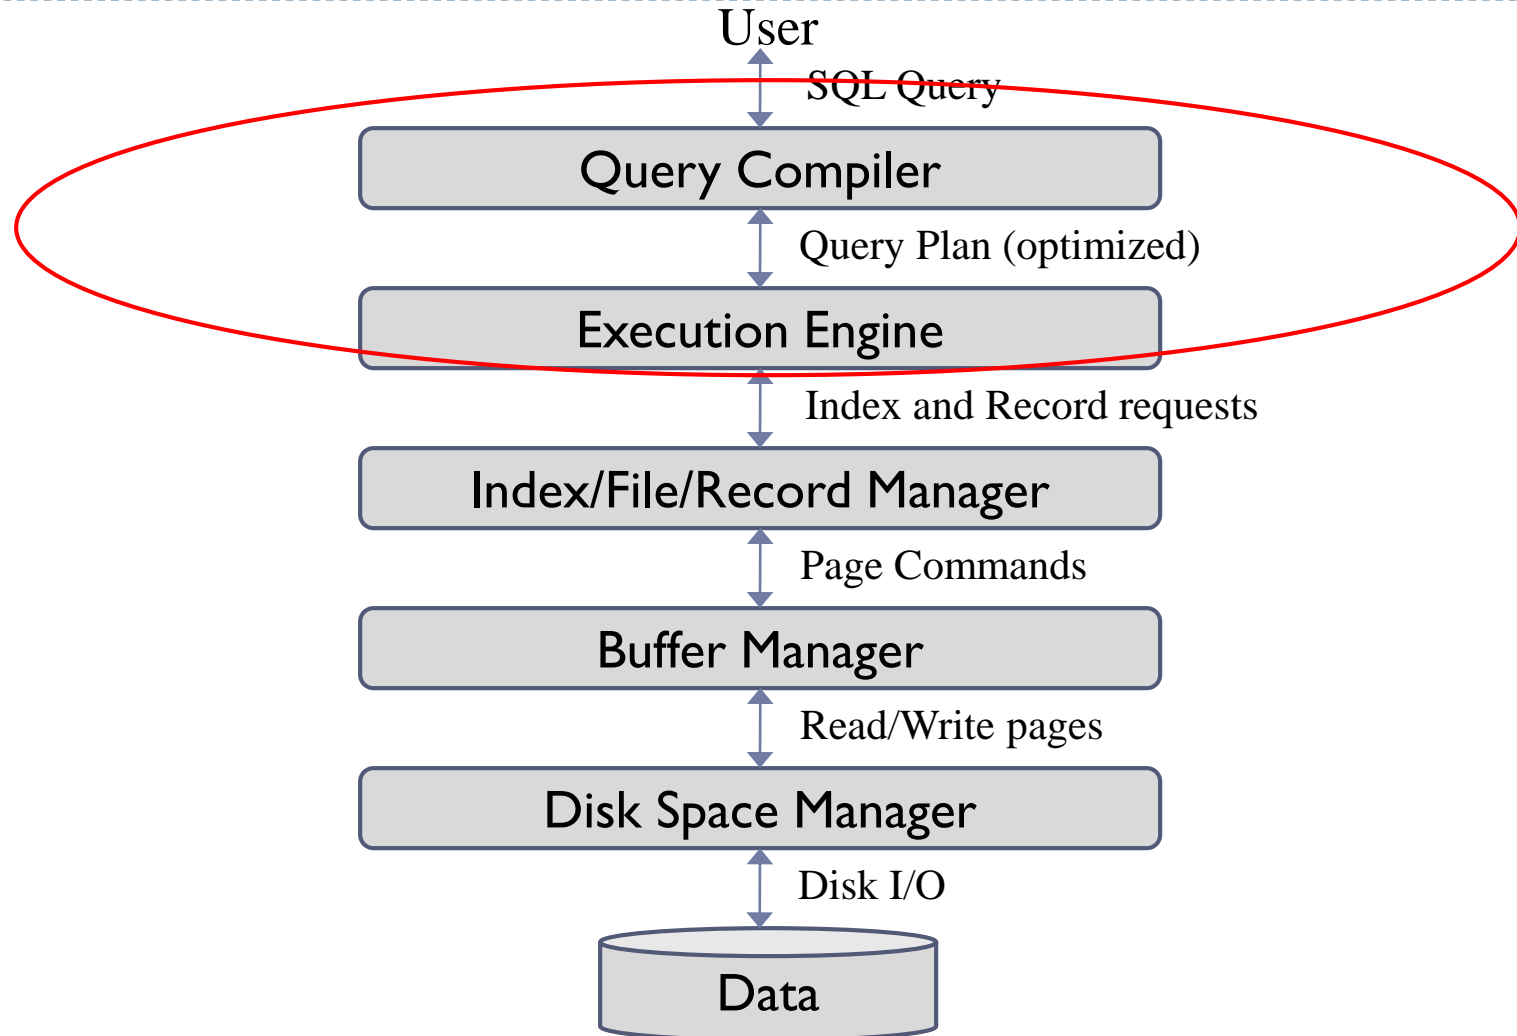 User
SQL Query
Query Compiler
Query Plan (optimized)
Execution Engine
Index and Record requests
Index/File/Record Manager
Page Commands
Buffer Manager
Read/Write pages
Disk Space Manager
Disk I/O
Data